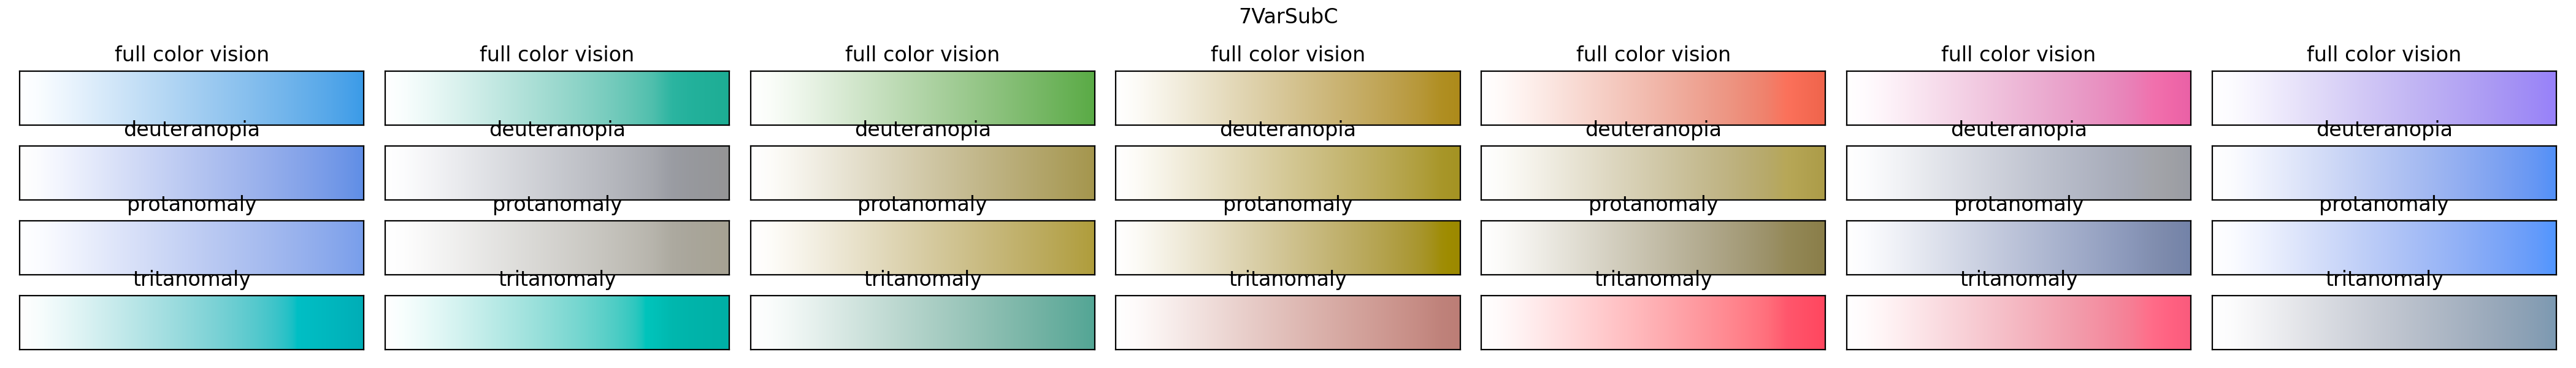 7VarSubC
full color vision full color vision full color vision full color vision full color vision full color vision full color vision
deuteranopia deuteranopia deuteranopia deuteranopia deuteranopia deuteranopia deuteranopia
protanomaly protanomaly protanomaly protanomaly protanomaly protanomaly protanomaly
tritanomaly tritanomaly tritanomaly tritanomaly tritanomaly tritanomaly tritanomaly